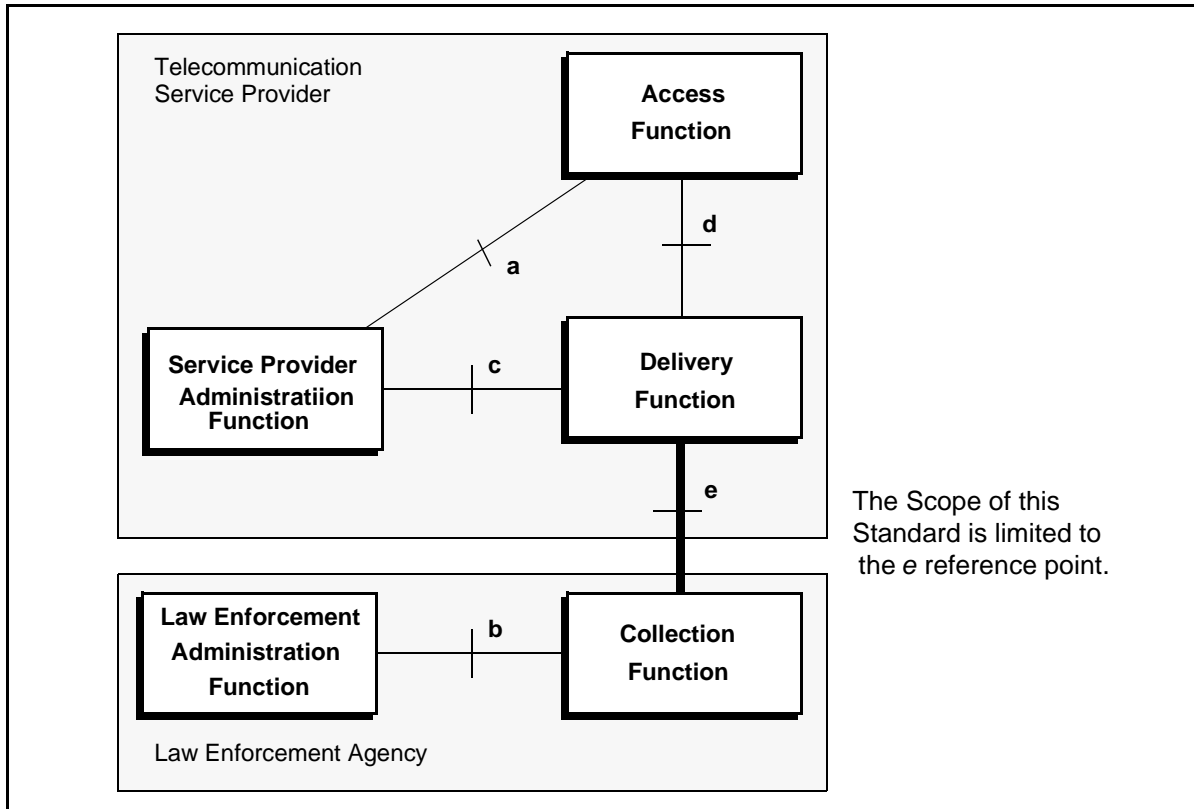 Telecommunication
Service Provider
Access
Function
d
a
Service Provider
Administratiion
Function
c
Delivery
Function
e
The Scope of this
Standard is limited to
the e reference point.
Law Enforcement
Administration
Function
b
Collection
Function
Law Enforcement Agency